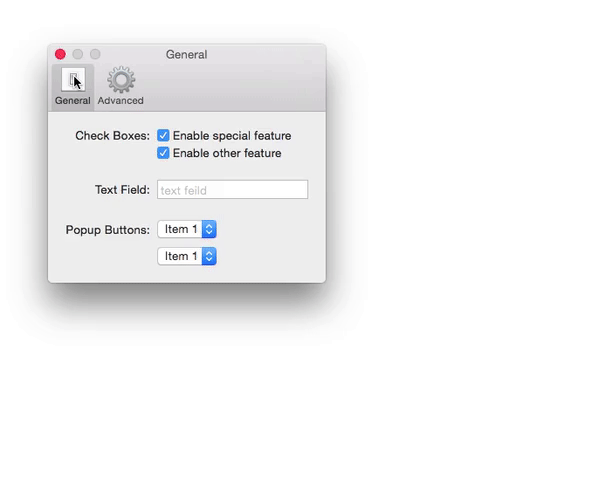 General
General Advanced
Check Boxes: Enable special feature
Enable other feature
Text Field: text feild
Popup Buttons: Item 1
Item 1